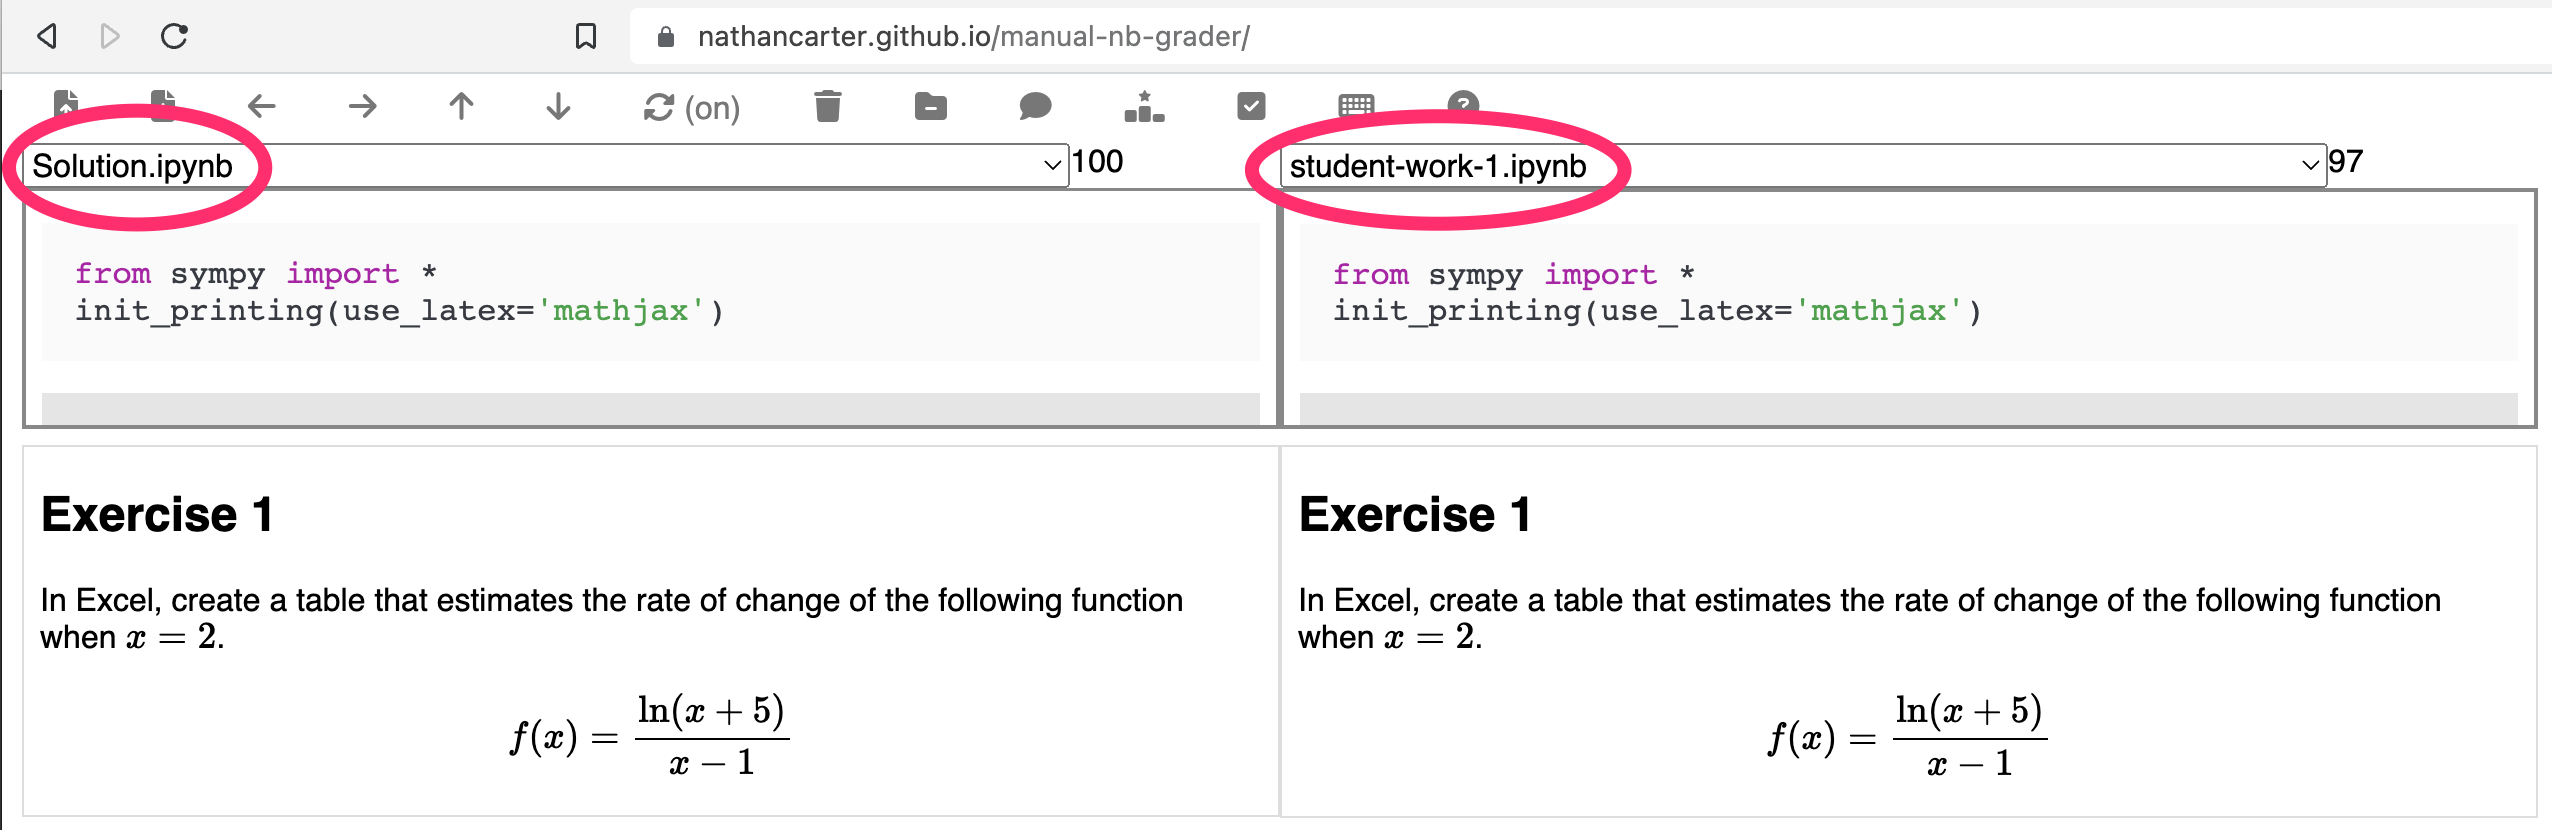 nathancarter.github.io/manual-nb-grader/
(on)
Solution.ipynb 100
student-work-1.ipynb 97
from sympy import *
init_printing(use_latex='mathjax')
from sympy import *
init_printing(use_latex='mathjax')
Exercise 1
In Excel, create a table that estimates the rate of change of the following function
when x = 2.
f(x) = ln(x + 5) / x − 1
Exercise 1
In Excel, create a table that estimates the rate of change of the following function
when x = 2.
f(x) = ln(x + 5) / x − 1